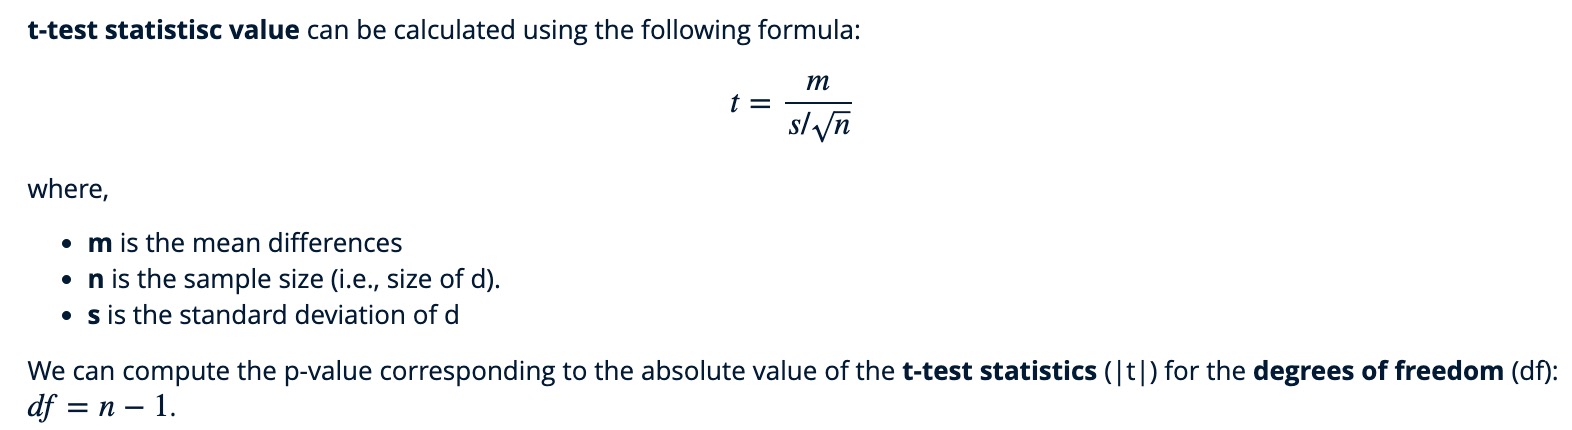 t-test statistisc value can be calculated using the following formula:
t = m / (s/√n)
where,
• m is the mean differences
• n is the sample size (i.e., size of d).
• s is the standard deviation of d
We can compute the p-value corresponding to the absolute value of the t-test statistics (|t|) for the degrees of freedom (df):
df = n − 1.